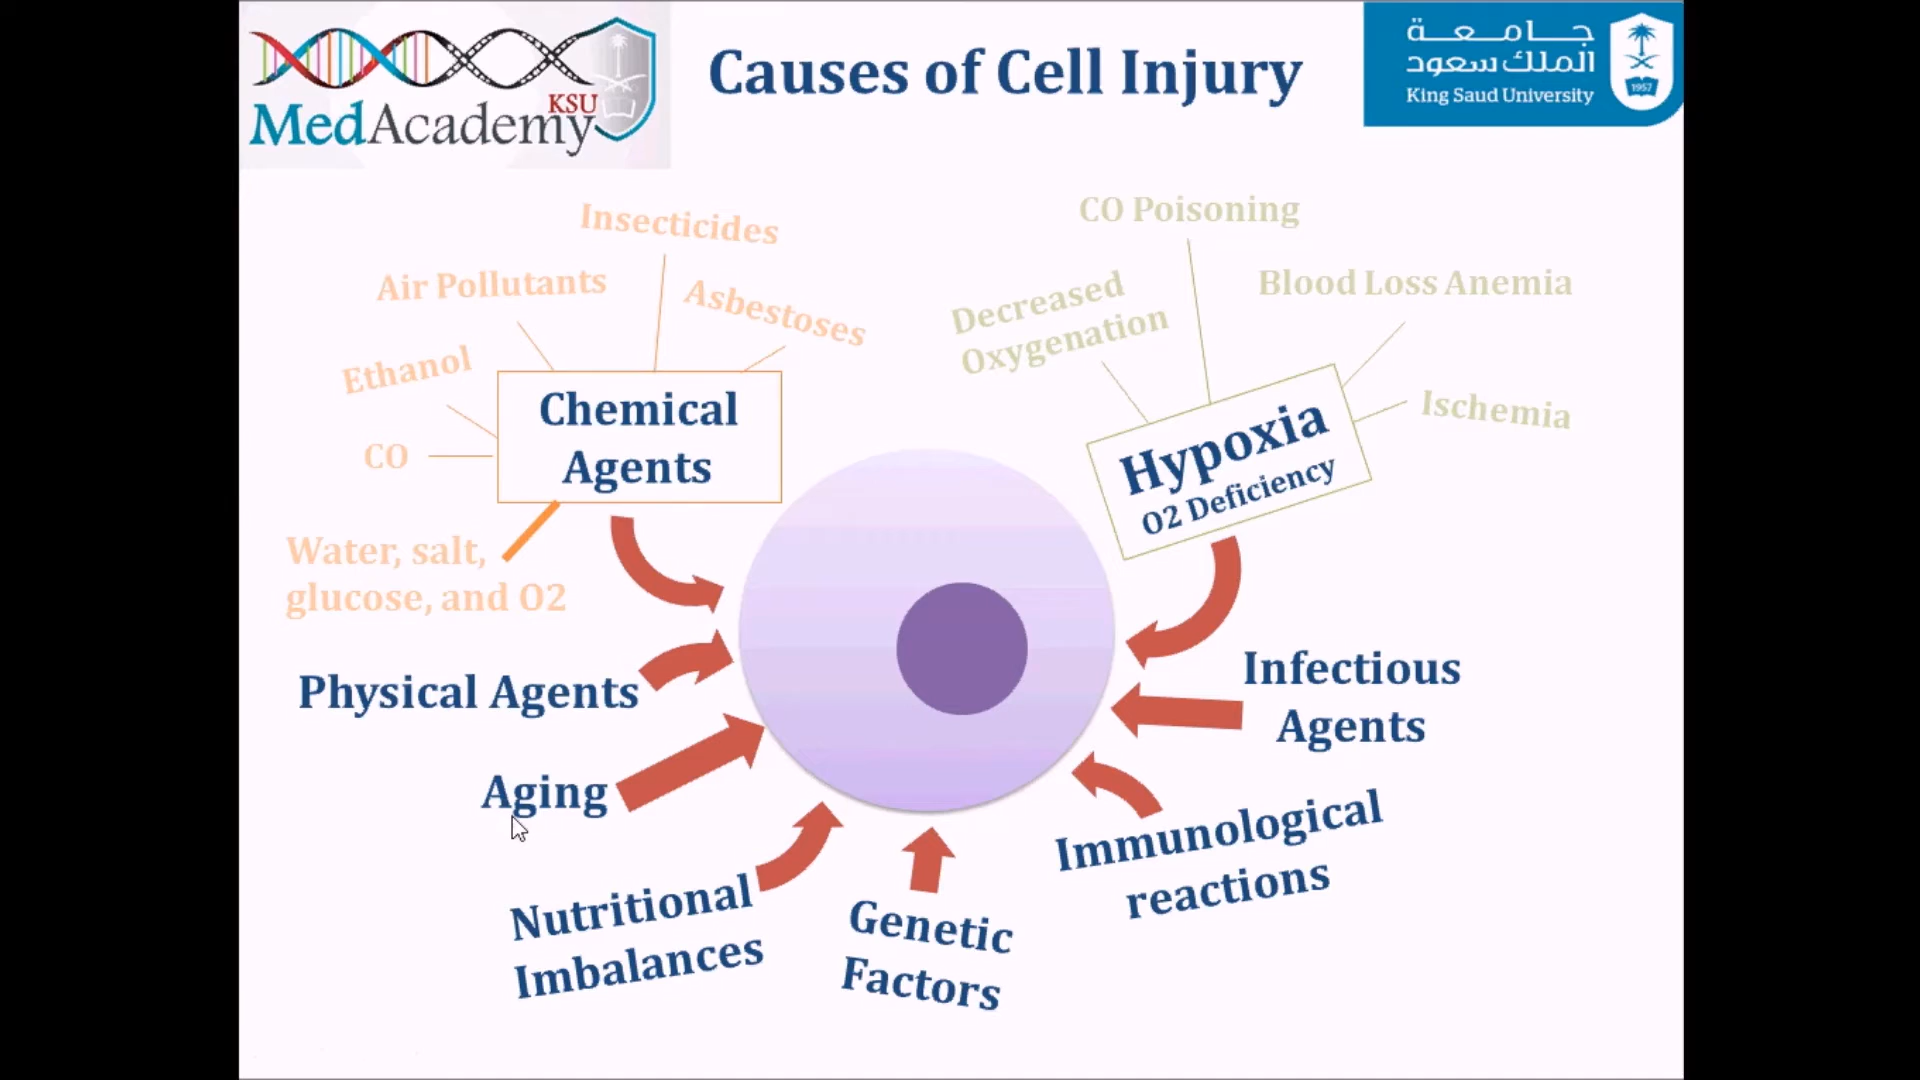 KSU
MedAcademy
Causes of Cell Injury
جامعة
الملك سعود
King Saud University
1957
Insecticides
Air Pollutants
Asbestoses
Ethanol
CO
Chemical
Agents
Water, salt,
glucose, and O2
CO Poisoning
Decreased
Oxygenation
Blood Loss Anemia
Ischemia
Hypoxia
O2 Deficiency
Physical Agents
Infectious
Agents
Aging
Immunological
reactions
Nutritional
Imbalances
Genetic
Factors